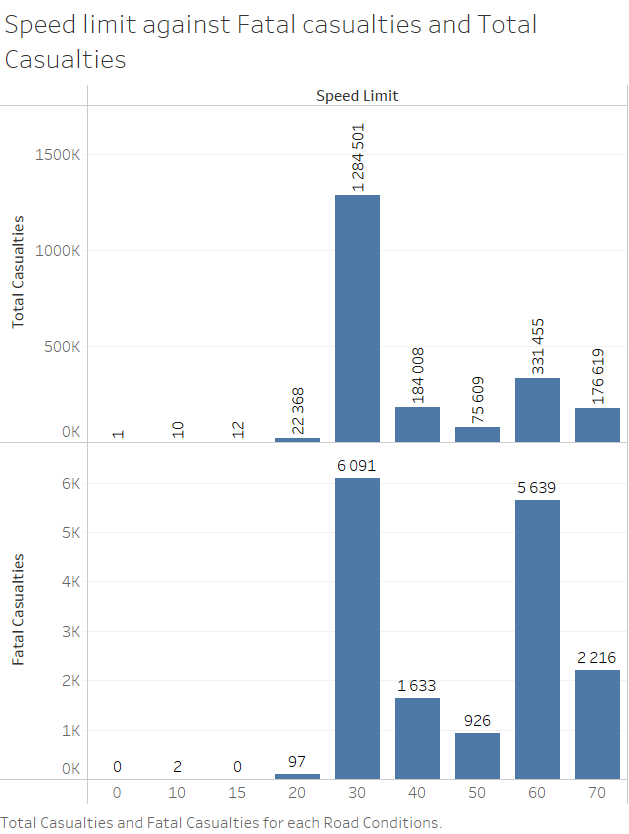 Speed limit against Fatal casualties and Total
Casualties
Speed Limit
Total Casualties
1500K
1000K
500K
0K
1
10
12
22 368
1 284 501
184 008
75 609
331 455
176 619
Fatal Casualties
6K
5K
4K
3K
2K
1K
0K
0
2
0
97
6 091
1 633
926
5 639
2 216
0 10 15 20 30 40 50 60 70
Total Casualties and Fatal Casualties for each Road Conditions.